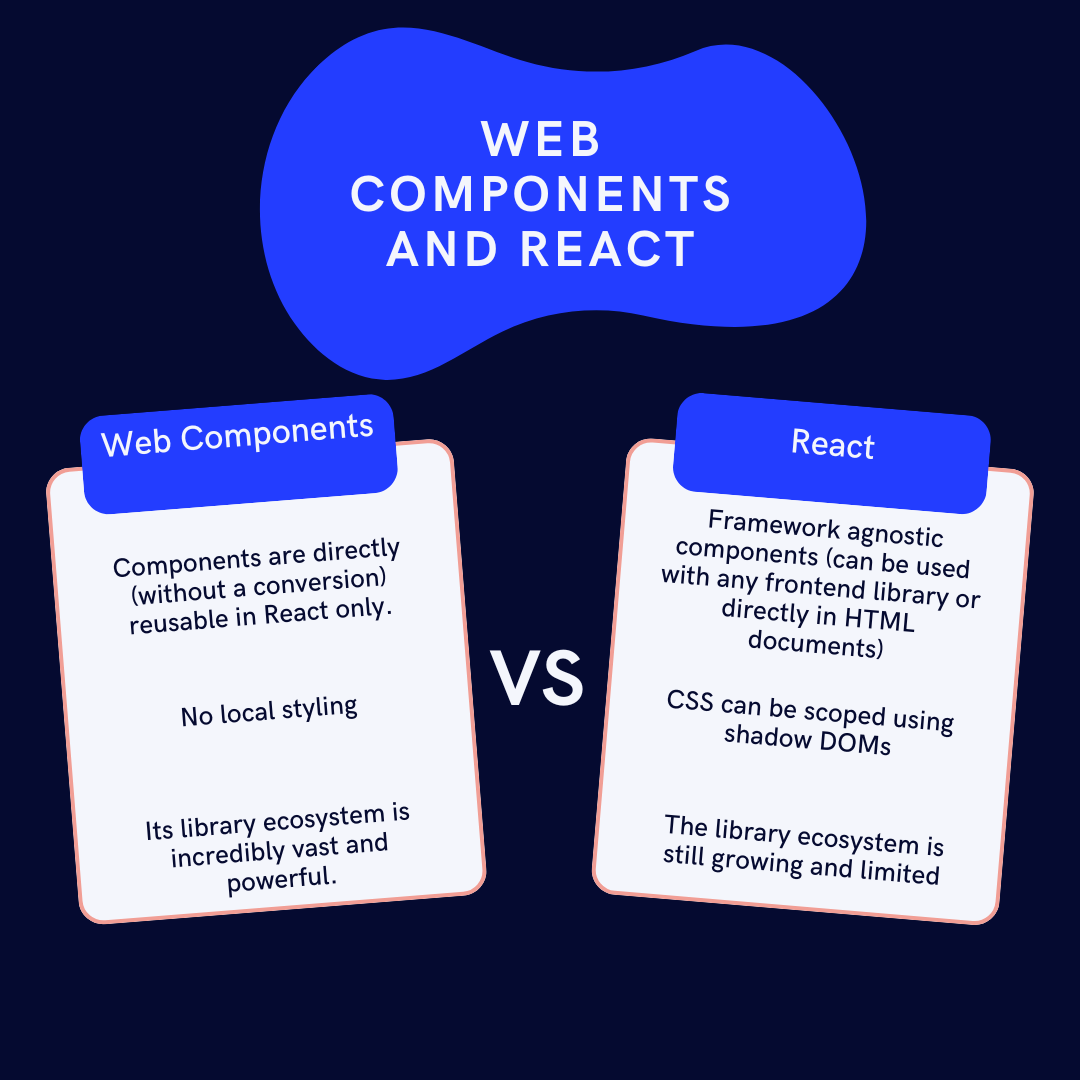 WEB
COMPONENTS
AND REACT
Web Components
Components are directly
(without a conversion)
reusable in React only.
No local styling
Its library ecosystem is
incredibly vast and
powerful.
VS
React
Framework agnostic
components (can be used
with any frontend library or
directly in HTML
documents)
CSS can be scoped using
shadow DOMs
The library ecosystem is
still growing and limited